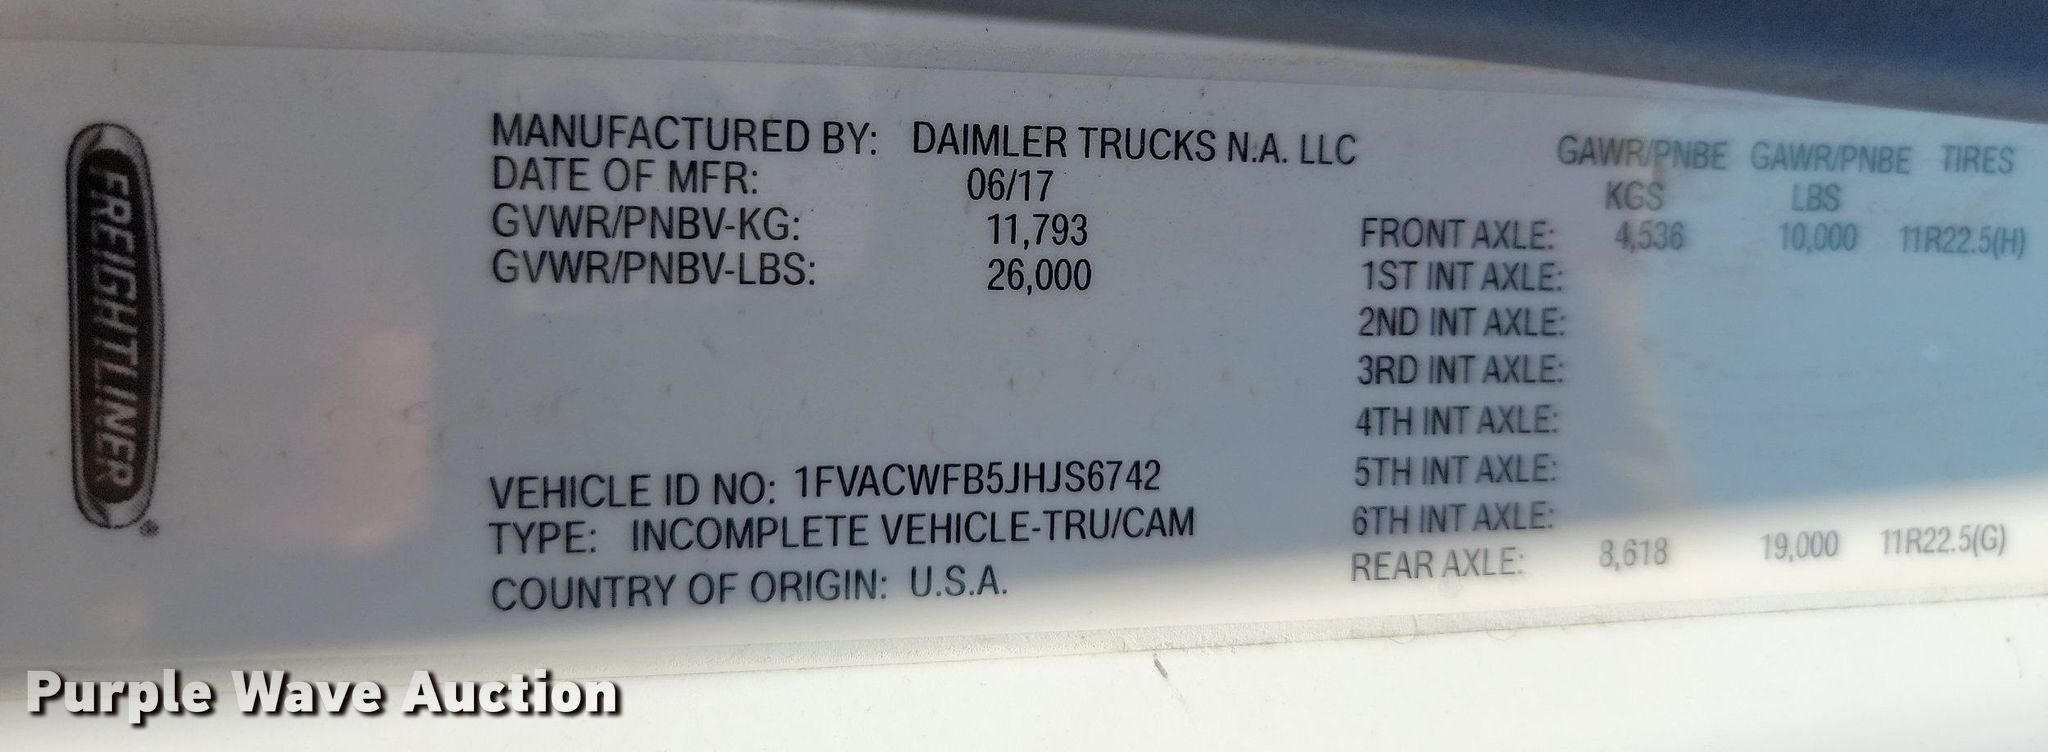 FREIGHTLINER
MANUFACTURED BY: DAIMLER TRUCKS N.A. LLC
DATE OF MFR: 06/17
GVWR/PNBV-KG: 11,793
GVWR/PNBV-LBS: 26,000
VEHICLE ID NO: 1FVACWFB5JHJS6742
TYPE: INCOMPLETE VEHICLE-TRU/CAM
COUNTRY OF ORIGIN: U.S.A.
GAWR/PNBE GAWR/PNBE TIRES
KGS LBS
FRONT AXLE: 4,536 10,000 11R22.5(H)
1ST INT AXLE:
2ND INT AXLE:
3RD INT AXLE:
4TH INT AXLE:
5TH INT AXLE:
6TH INT AXLE:
REAR AXLE: 8,618 19,000 11R22.5(G)
Purple Wave Auction